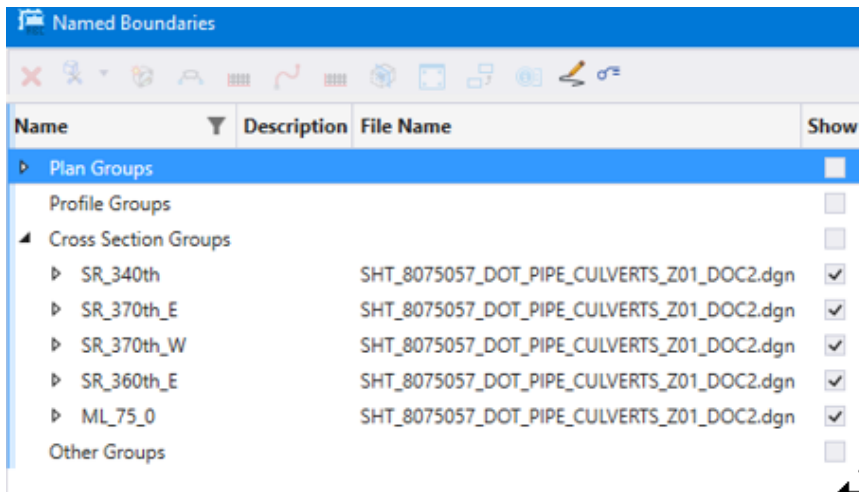 Named Boundaries
Name Description File Name Show
Plan Groups
Profile Groups
Cross Section Groups
SR_340th SHT_8075057_DOT_PIPE_CULVERTS_Z01_DOC2.dgn
SR_370th_E SHT_8075057_DOT_PIPE_CULVERTS_Z01_DOC2.dgn
SR_370th_W SHT_8075057_DOT_PIPE_CULVERTS_Z01_DOC2.dgn
SR_360th_E SHT_8075057_DOT_PIPE_CULVERTS_Z01_DOC2.dgn
ML_75_0 SHT_8075057_DOT_PIPE_CULVERTS_Z01_DOC2.dgn
Other Groups